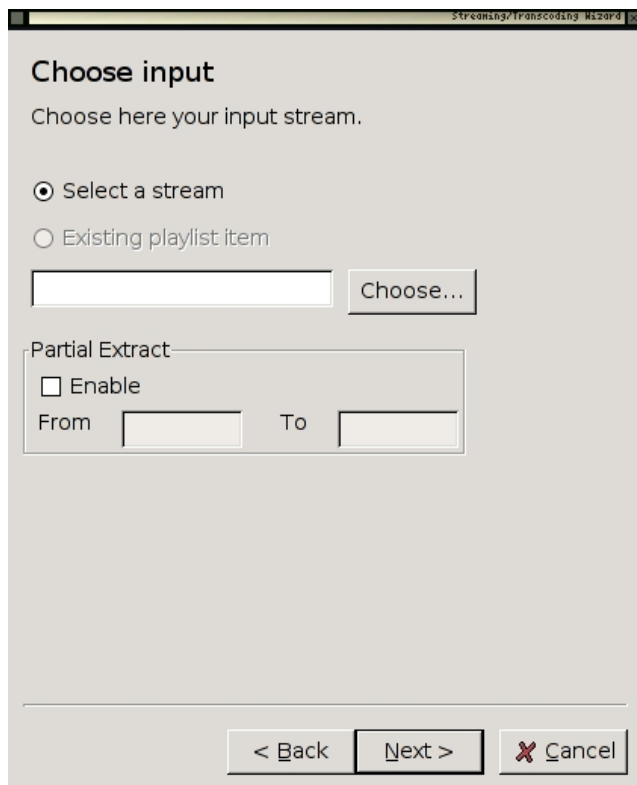 Streaming/Transcoding Wizard
Choose input
Choose here your input stream.
Select a stream
Existing playlist item
Choose...
Partial Extract
Enable
From To
< Back Next > Cancel